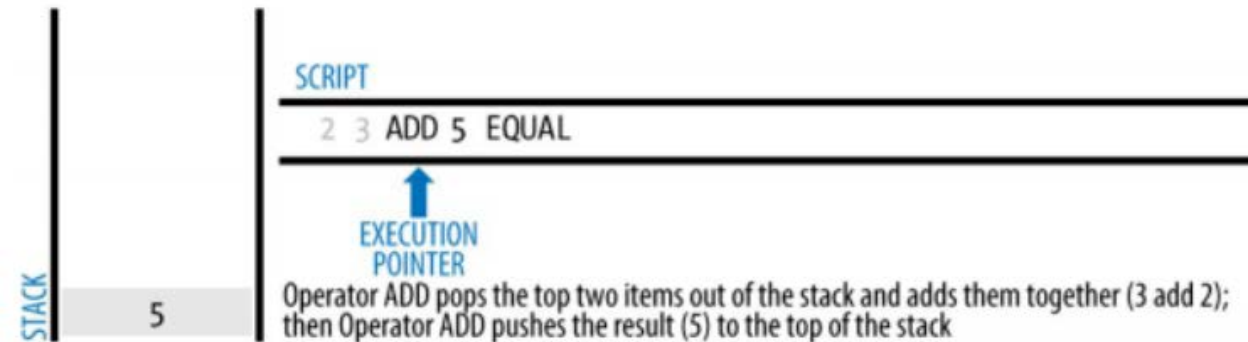 SCRIPT
2 3 ADD 5 EQUAL
EXECUTION
POINTER
STACK
5
Operator ADD pops the top two items out of the stack and adds them together (3 add 2);
then Operator ADD pushes the result (5) to the top of the stack